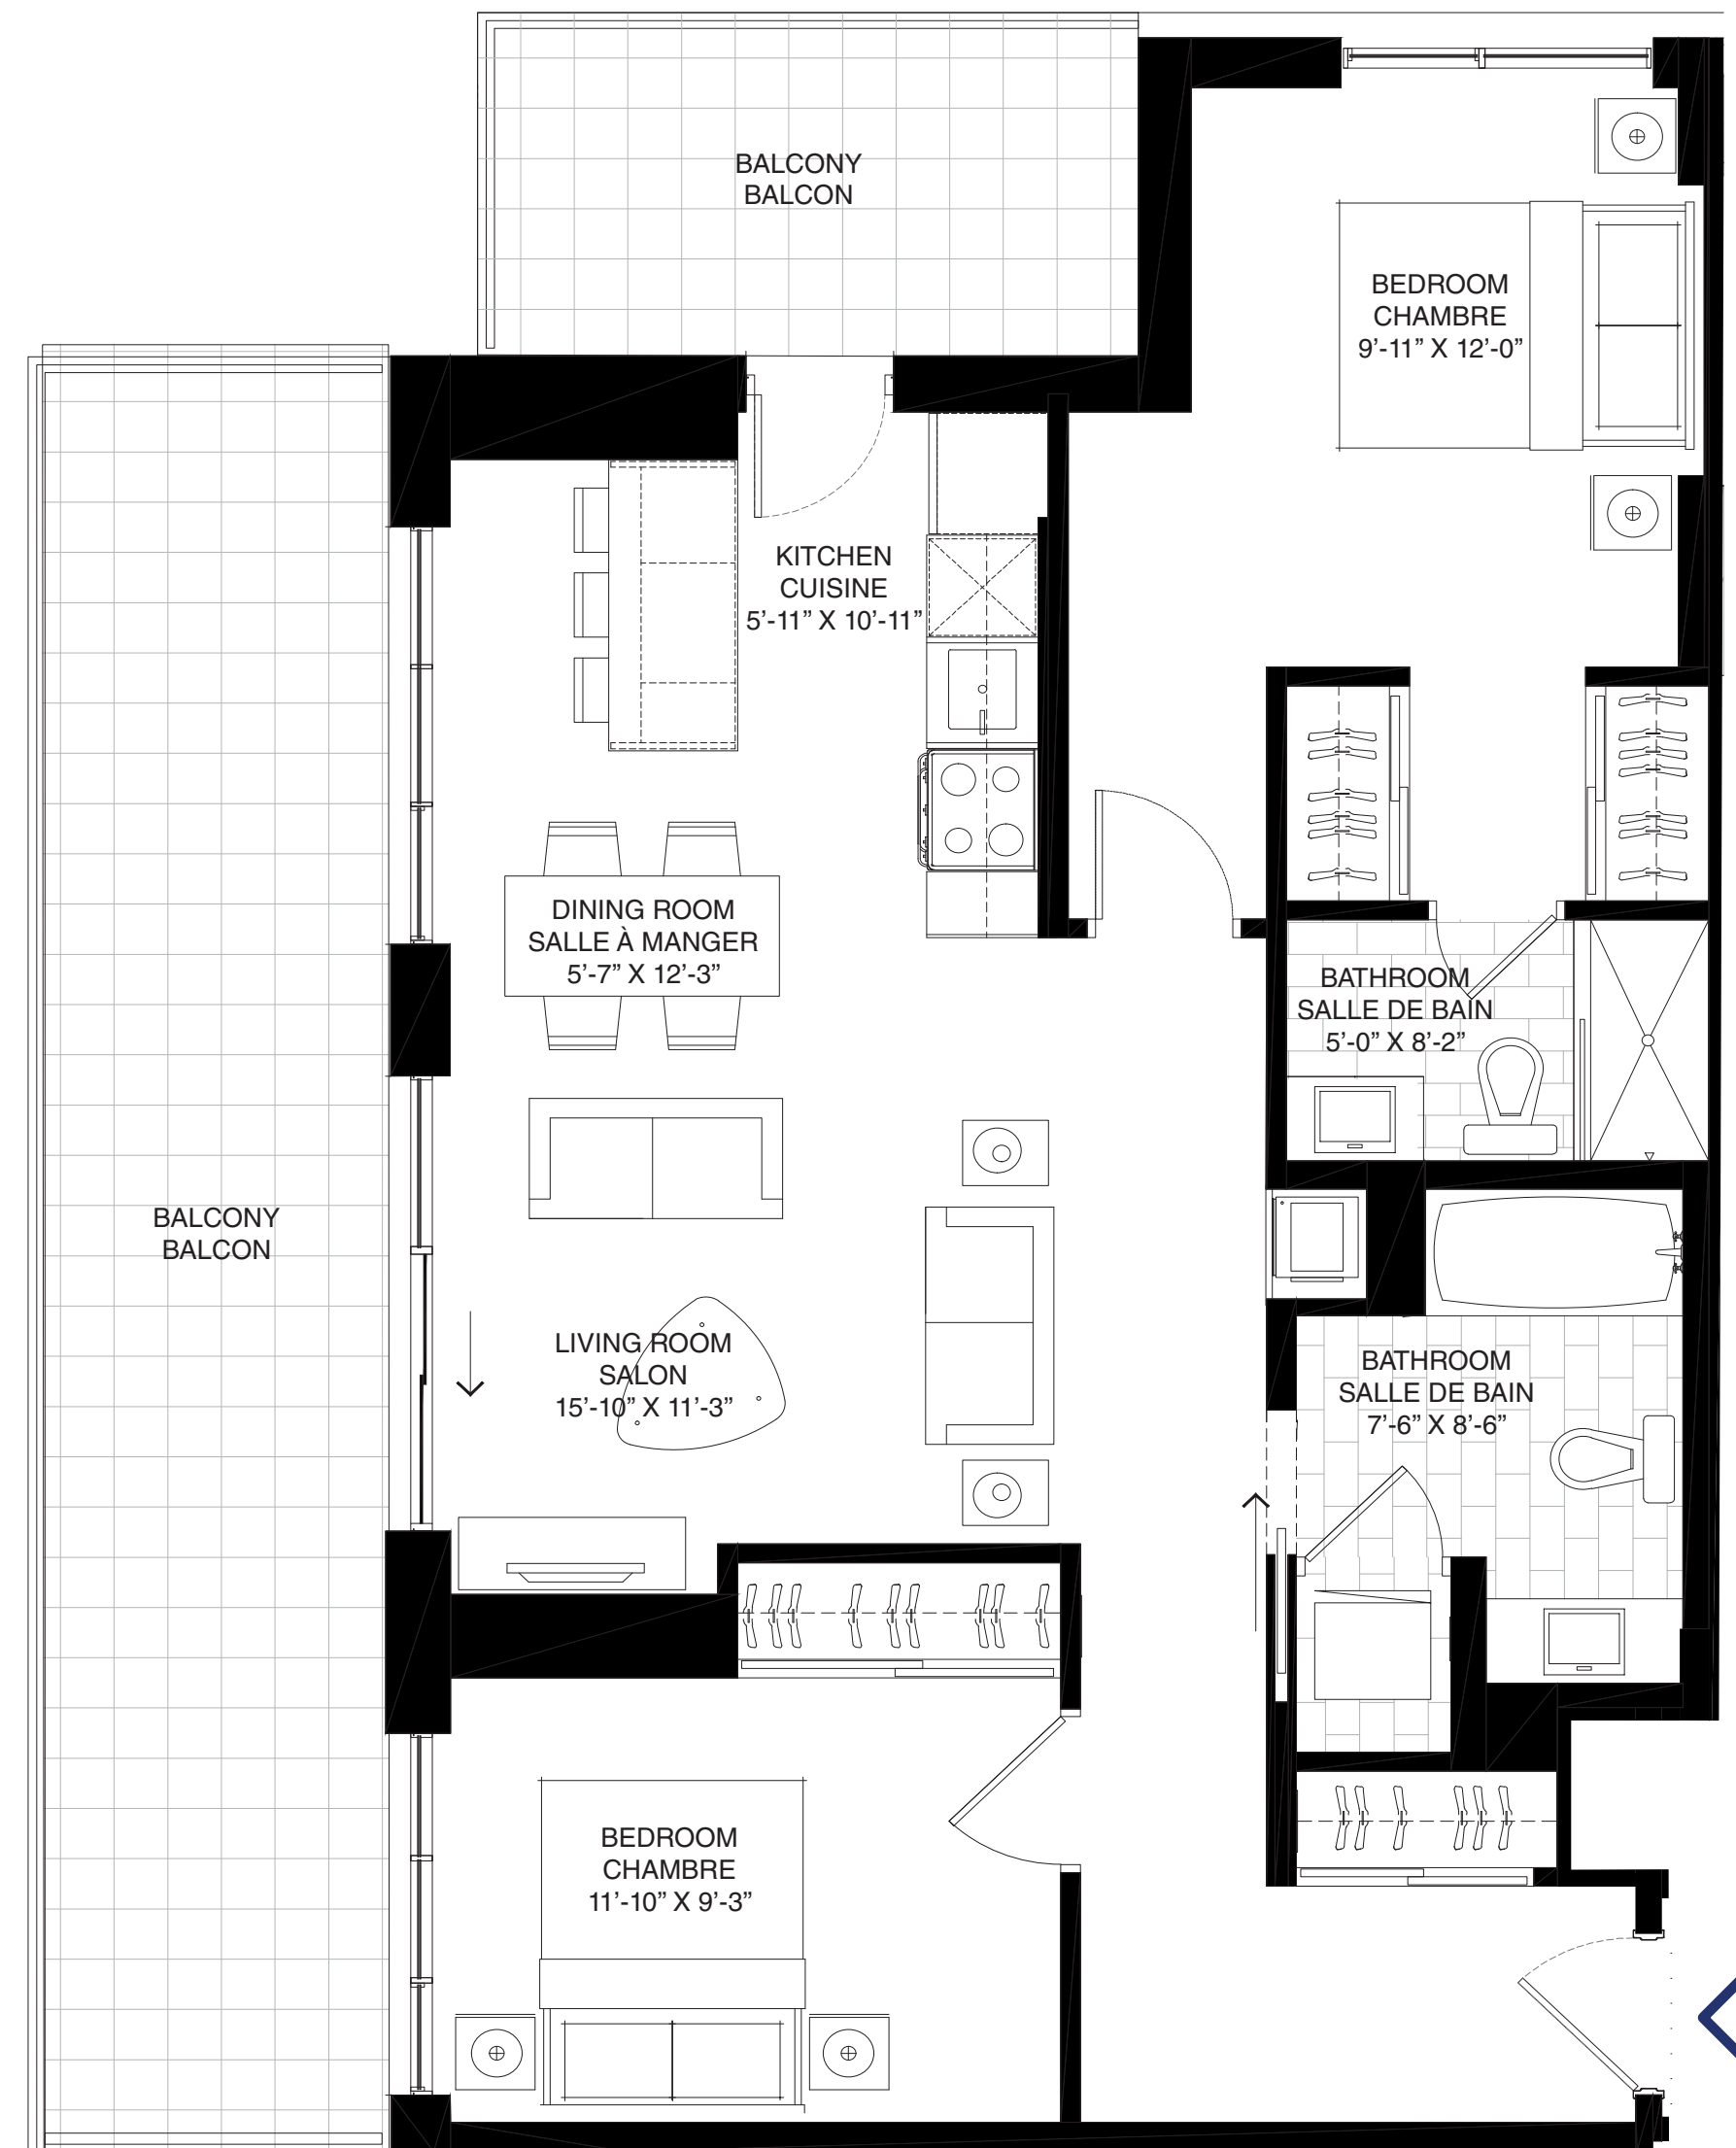 BALCONY
BALCON
BEDROOM
CHAMBRE
9’-11” X 12’-0”
KITCHEN
CUISINE
5’-11” X 10’-11”
DINING ROOM
SALLE À MANGER
5’-7” X 12’-3”
BATHROOM
SALLE DE BAIN
5’-0” X 8’-2”
BALCONY
BALCON
LIVING ROOM
SALON
15’-10” X 11’-3”
BATHROOM
SALLE DE BAIN
7’-6” X 8’-6”
BEDROOM
CHAMBRE
11’-10” X 9’-3”